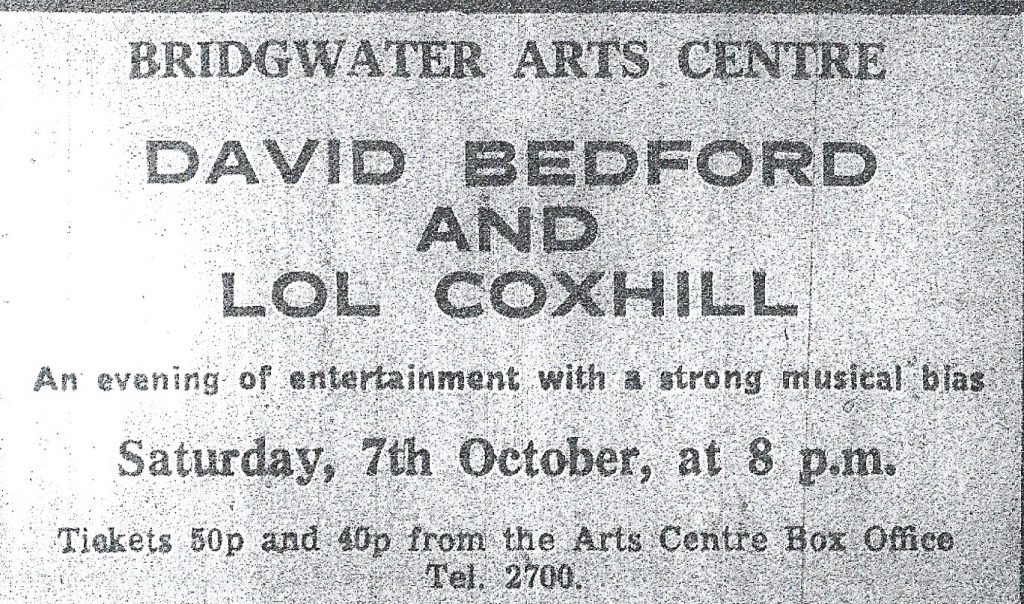 BRIDGWATER ARTS CENTRE
DAVID BEDFORD
AND
LOL COXHILL
An evening of entertainment with a strong musical bias
Saturday, 7th October, at 8 p.m.
Tickets 50p and 40p from the Arts Centre Box Office
Tel. 2700.